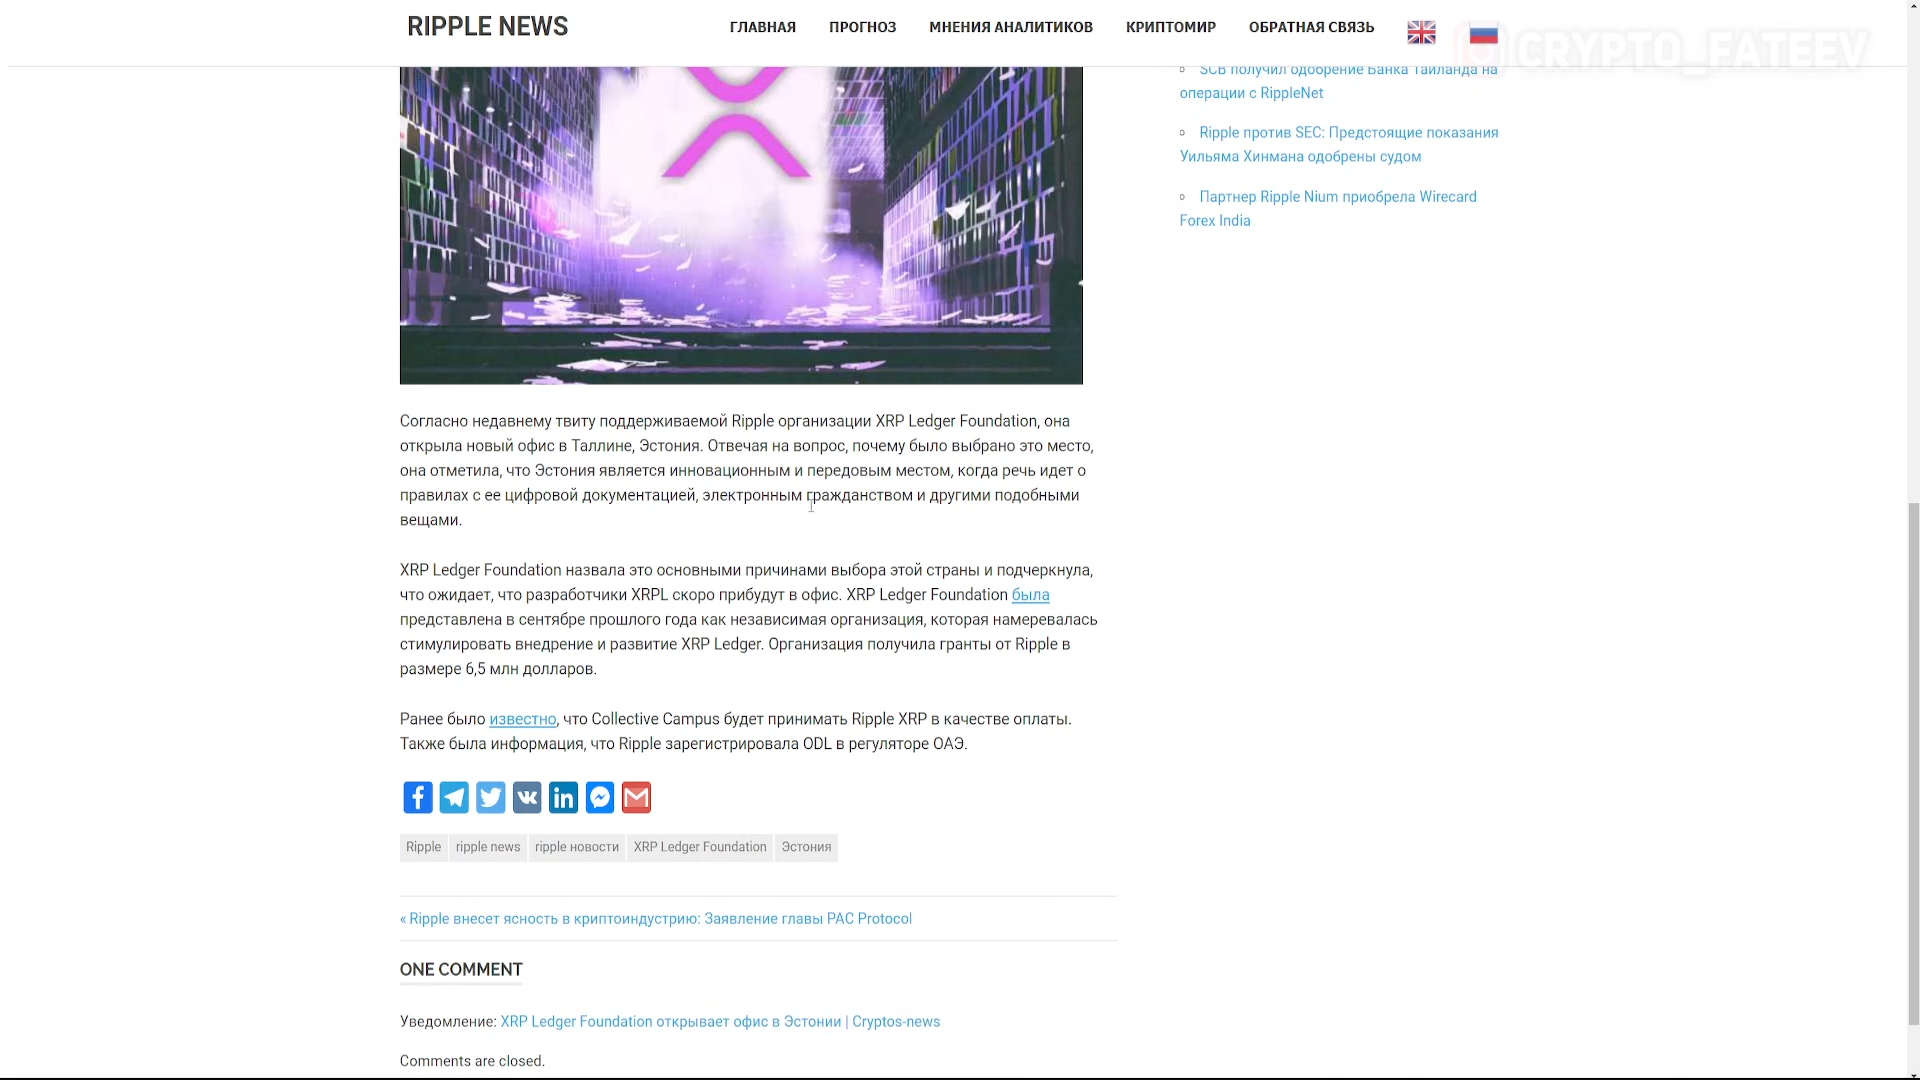 RIPPLE NEWS
ГЛАВНАЯ ПРОГНОЗ МНЕНИЯ АНАЛИТИКОВ КРИПТОМИР ОБРАТНАЯ СВЯЗЬ
CRYPTO_FATEEV
SCB получил одобрение Банка Таиланда на
операции с RippleNet
Ripple против SEC: Предстоящие показания
Уильяма Хинмана одобрены судом
Партнер Ripple Nium приобрела Wirecard
Forex India
Согласно недавнему твиту поддерживаемой Ripple организации XRP Ledger Foundation, она
открыла новый офис в Таллине, Эстония. Отвечая на вопрос, почему было выбрано это место,
она отметила, что Эстония является инновационным и передовым местом, когда речь идет о
правилах с ее цифровой документацией, электронным гражданством и другими подобными
вещами.
XRP Ledger Foundation назвала это основными причинами выбора этой страны и подчеркнула,
что ожидает, что разработчики XRPL скоро прибудут в офис. XRP Ledger Foundation была
представлена в сентябре прошлого года как независимая организация, которая намеревалась
стимулировать внедрение и развитие XRP Ledger. Организация получила гранты от Ripple в
размере 6,5 млн долларов.
Ранее было известно, что Collective Campus будет принимать Ripple XRP в качестве оплаты.
Также была информация, что Ripple зарегистрировала ODL в регуляторе ОАЭ.
Ripple ripple news ripple новости XRP Ledger Foundation Эстония
« Ripple внесет ясность в криптоиндустрию: Заявление главы PAC Protocol
ONE COMMENT
Уведомление: XRP Ledger Foundation открывает офис в Эстонии | Cryptos-news
Comments are closed.